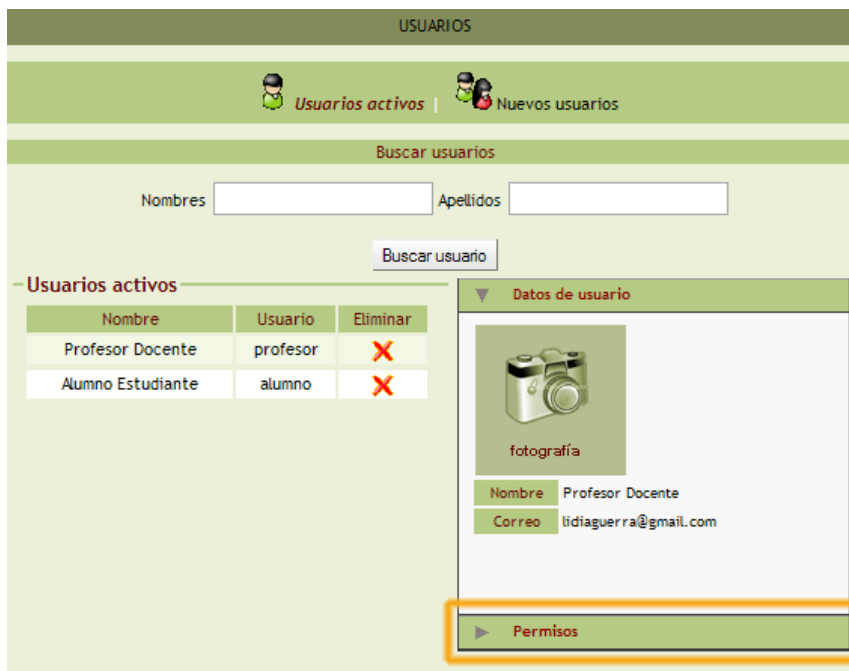 USUARIOS
Usuarios activos | Nuevos usuarios
Buscar usuarios
Nombres Apellidos
Buscar usuario
Usuarios activos
Nombre Usuario Eliminar
Profesor Docente profesor
Alumno Estudiante alumno
Datos de usuario
fotografía
Nombre Profesor Docente
Correo lidiaguerra@gmail.com
Permisos